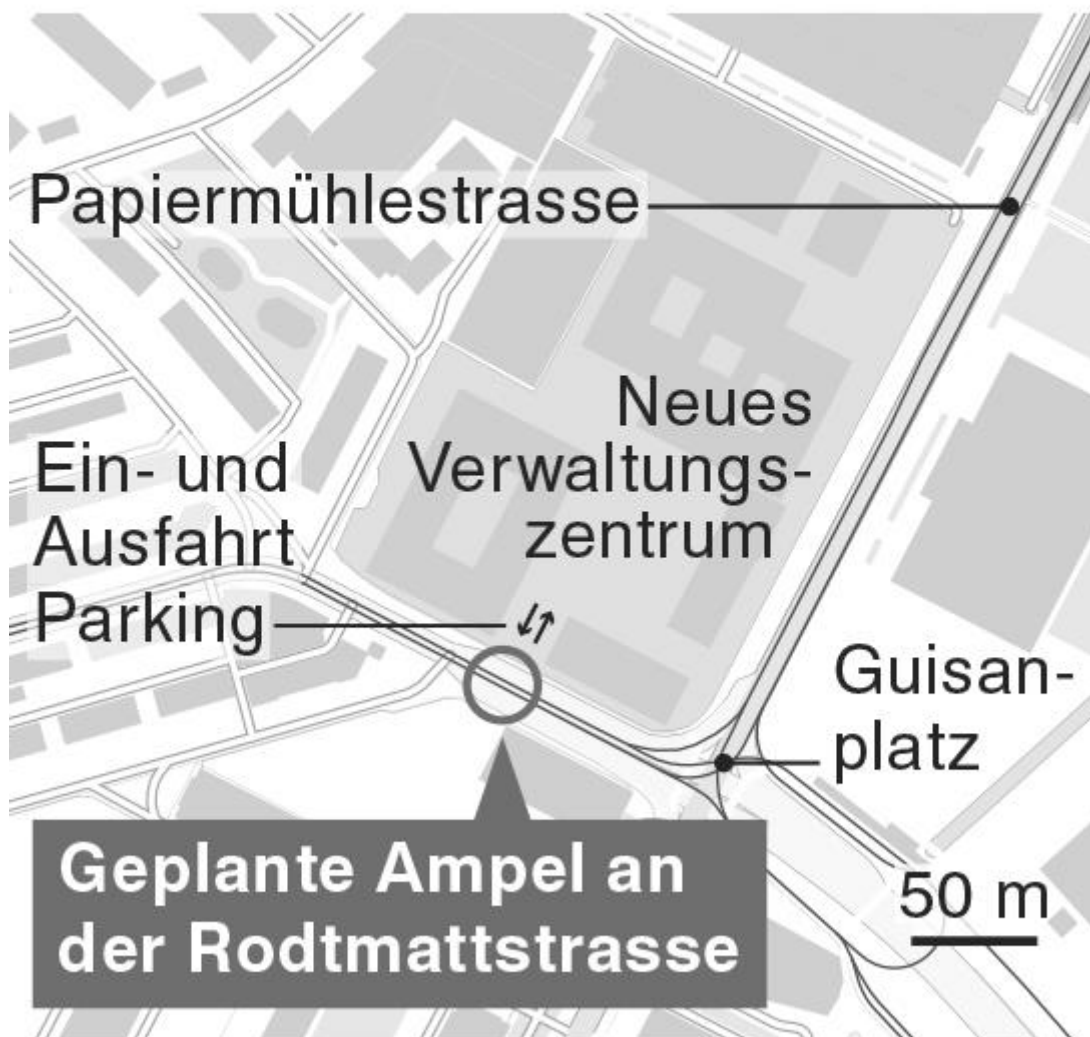 Papiermühlestrasse
Neues
Verwaltungs-
zentrum
Ein- und
Ausfahrt
Parking
Guisan-
platz
Geplante Ampel an
der Rodtmattstrasse
50 m